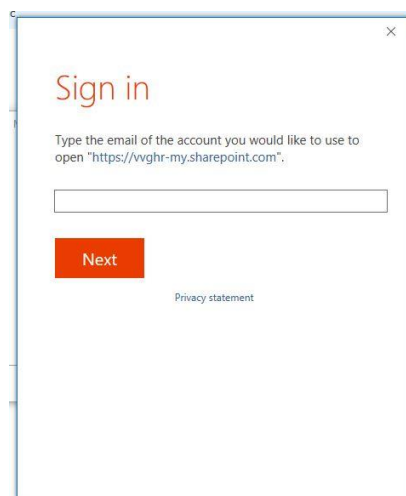 Sign in
Type the email of the account you would like to use to
open "https://vvghr-my.sharepoint.com".
Next
Privacy statement